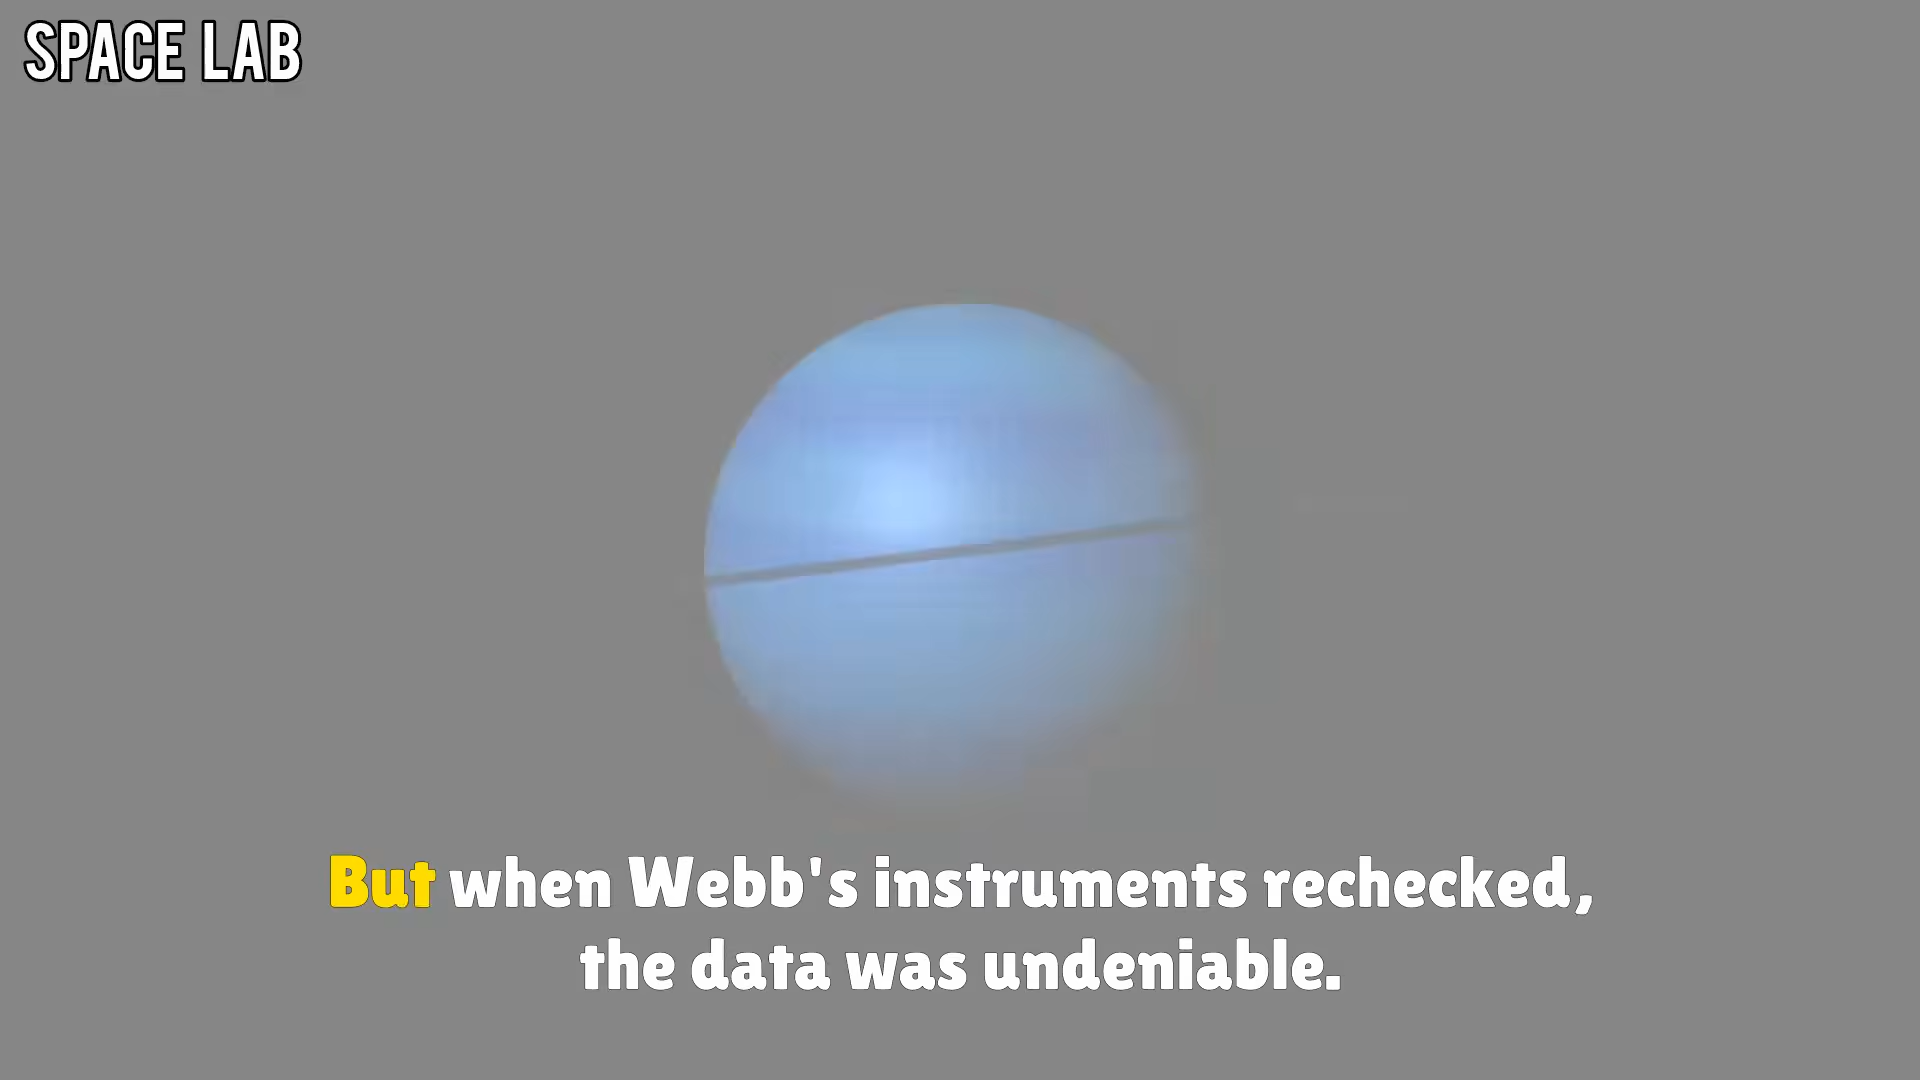 SPACE LAB
But when Webb's instruments rechecked,
the data was undeniable.